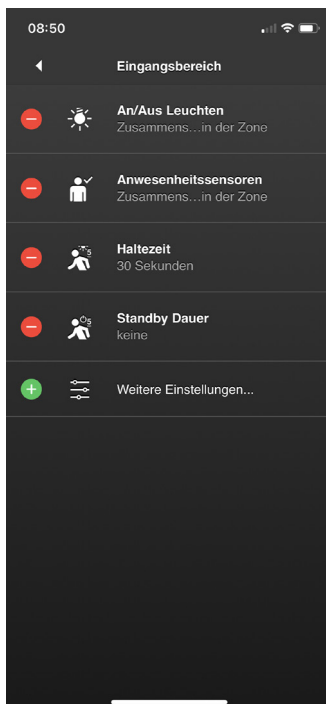 08:50
Eingangsbereich
An/Aus Leuchten
Zusammens...in der Zone
Anwesenheitssensoren
Zusammens...in der Zone
Haltezeit
30 Sekunden
Standby Dauer
keine
Weitere Einstellungen...